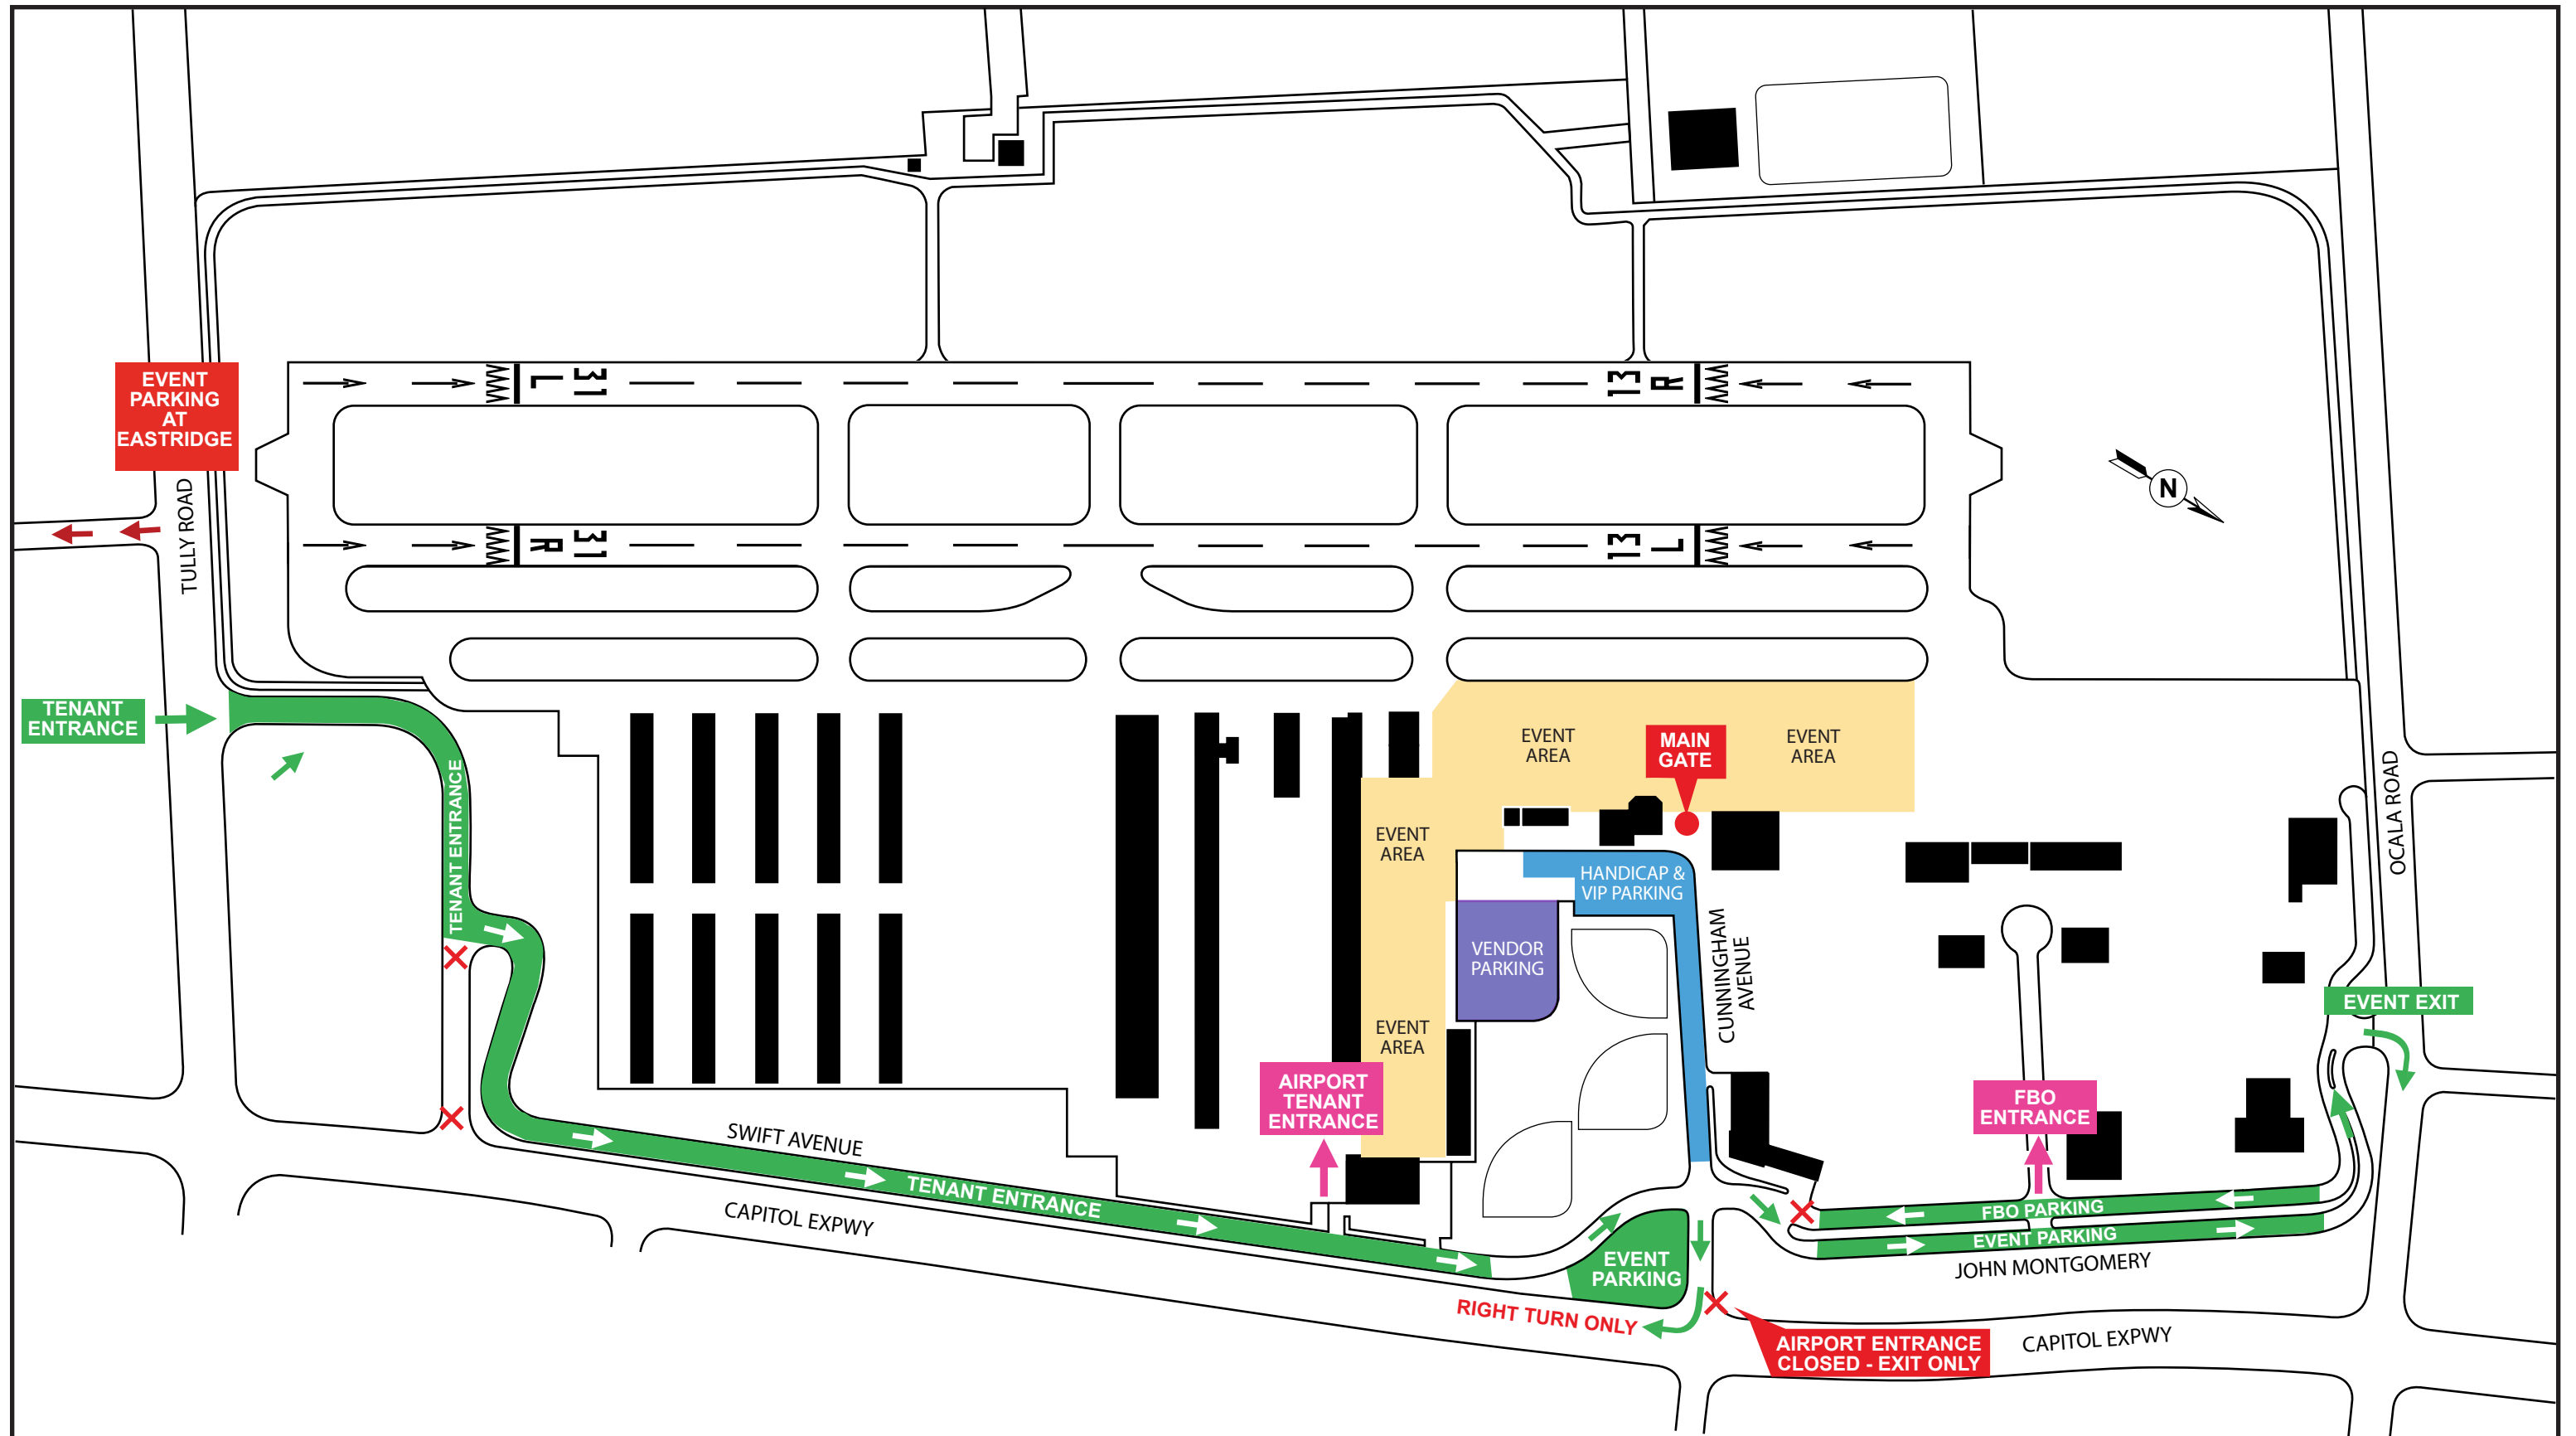 EVENT
PARKING
AT
EASTRIDGE
TULLY ROAD
L 31
13 R
R 31
13 L
N
TENANT
ENTRANCE
TENANT ENTRANCE
EVENT
AREA
MAIN
GATE
EVENT
AREA
EVENT
AREA
HANDICAP &
VIP PARKING
VENDOR
PARKING
CUNNINGHAM
AVENUE
OCALA ROAD
EVENT EXIT
EVENT
AREA
AIRPORT
TENANT
ENTRANCE
FBO
ENTRANCE
SWIFT AVENUE
TENANT ENTRANCE
CAPITOL EXPWY
FBO PARKING
EVENT PARKING
JOHN MONTGOMERY
EVENT
PARKING
RIGHT TURN ONLY
AIRPORT ENTRANCE
CLOSED - EXIT ONLY
CAPITOL EXPWY